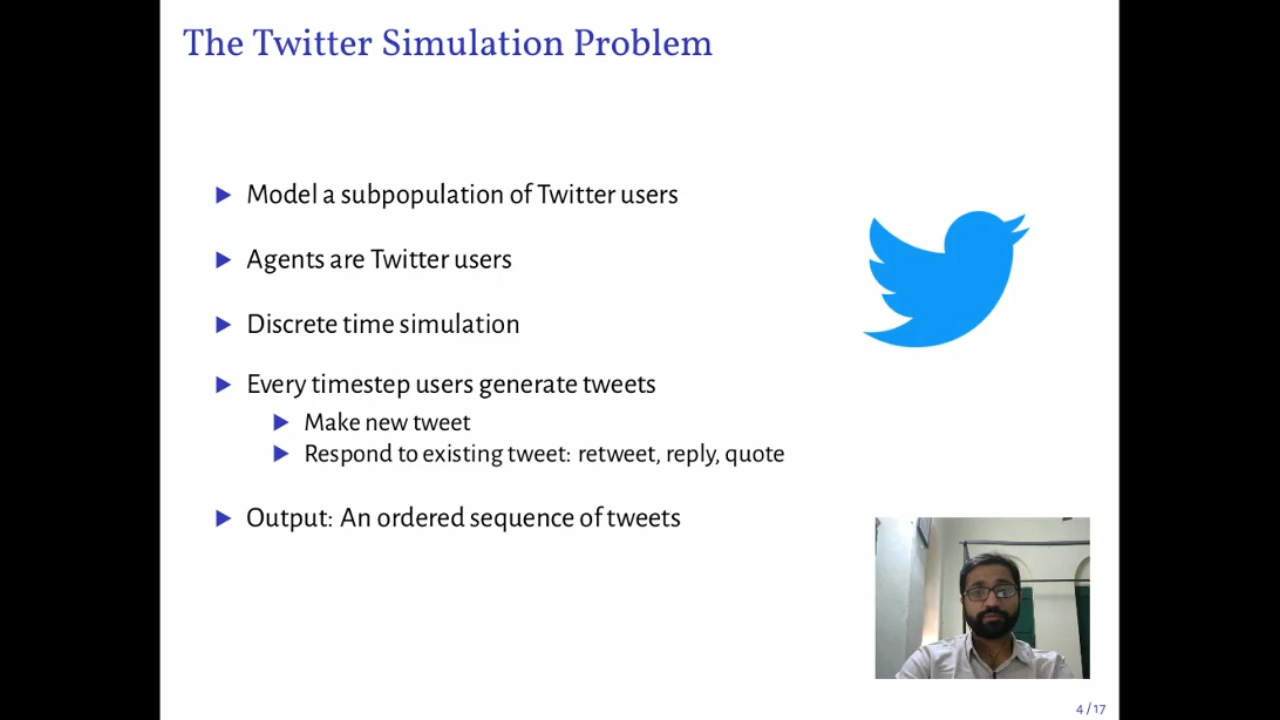 The Twitter Simulation Problem
Model a subpopulation of Twitter users
Agents are Twitter users
Discrete time simulation
Every timestep users generate tweets
Make new tweet
Respond to existing tweet: retweet, reply, quote
Output: An ordered sequence of tweets
4 / 17